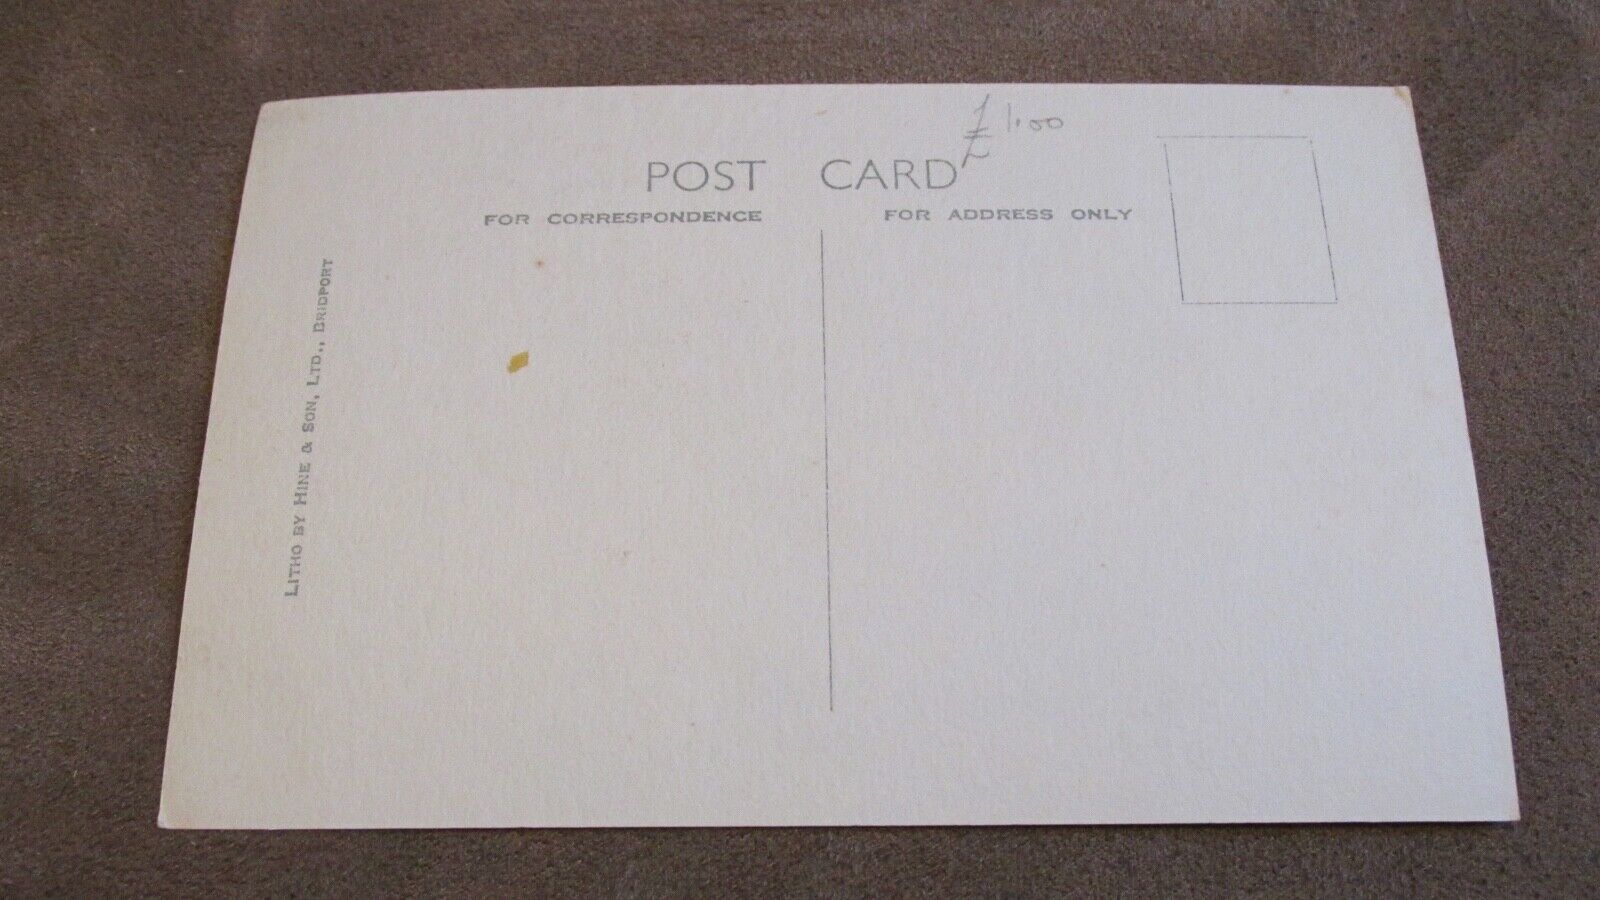 £ 1.00
POST CARD
FOR CORRESPONDENCE
FOR ADDRESS ONLY
LITHO BY HINE & SON, LTD., BRIDPORT